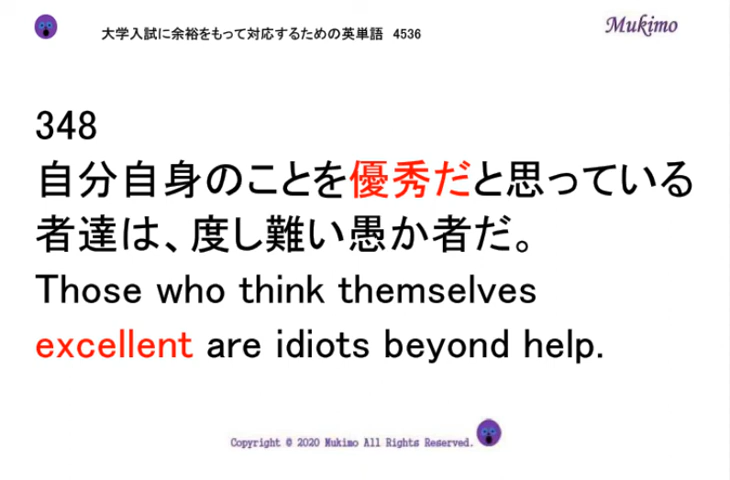 大学入試に余裕をもって対応するための英単語 4536
Mukimo
348
自分自身のことを優秀だと思っている
者達は、度し難い愚か者だ。
Those who think themselves
excellent are idiots beyond help.
Copyright © 2020 Mukimo All Rights Reserved.